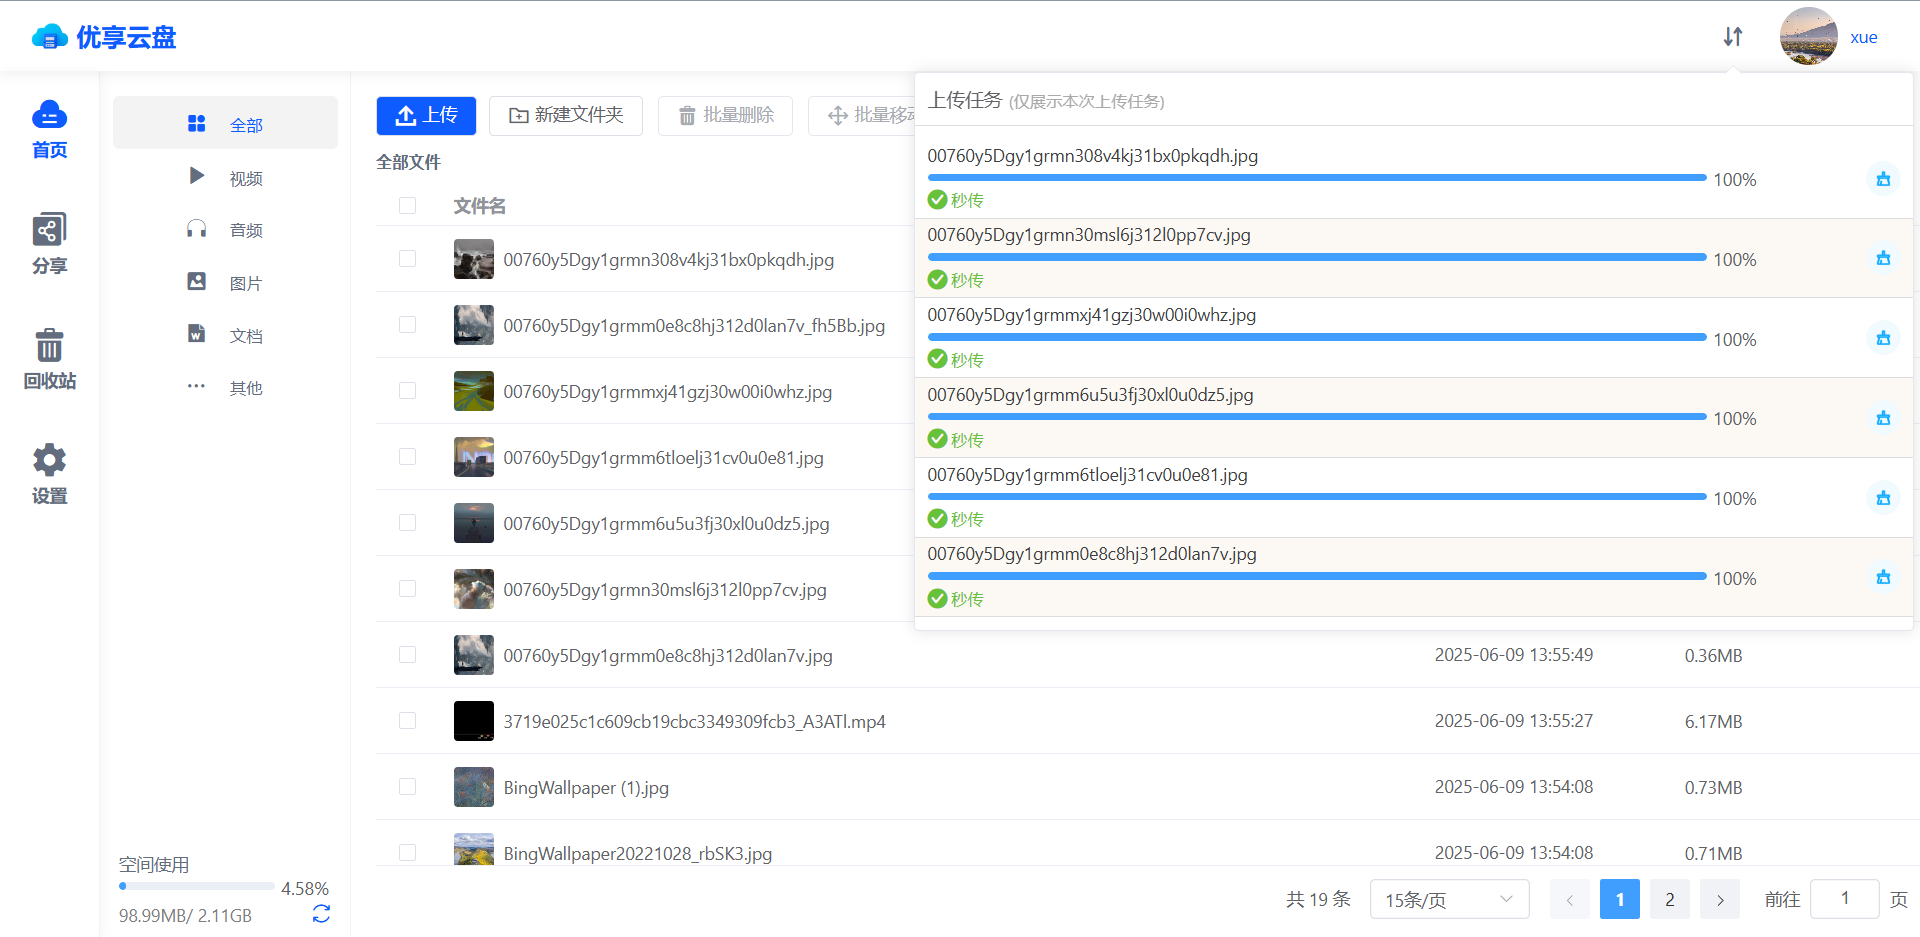 优享云盘
xue
首页
分享
回收站
设置
全部
视频
音频
图片
文档
其他
空间使用
4.58%
98.99MB/ 2.11GB
上传
新建文件夹
批量删除
批量移
全部文件
文件名
00760y5Dgy1grmn308v4kj31bx0pkqdh.jpg
00760y5Dgy1grmm0e8c8hj312d0lan7v_fh5Bb.jpg
00760y5Dgy1grmmxj41gzj30w00i0whz.jpg
00760y5Dgy1grmm6tloelj31cv0u0e81.jpg
00760y5Dgy1grmm6u5u3fj30xl0u0dz5.jpg
00760y5Dgy1grmn30msl6j312l0pp7cv.jpg
00760y5Dgy1grmm0e8c8hj312d0lan7v.jpg 2025-06-09 13:55:49 0.36MB
3719e025c1c609cb19cbc3349309fcb3_A3ATl.mp4 2025-06-09 13:55:27 6.17MB
BingWallpaper (1).jpg 2025-06-09 13:54:08 0.73MB
BingWallpaper20221028_rbSK3.jpg 2025-06-09 13:54:08 0.71MB
共 19 条 15条/页 1 2 前往 1 页
上传任务 (仅展示本次上传任务)
00760y5Dgy1grmn308v4kj31bx0pkqdh.jpg
100%
秒传
00760y5Dgy1grmn30msl6j312l0pp7cv.jpg
100%
秒传
00760y5Dgy1grmmxj41gzj30w00i0whz.jpg
100%
秒传
00760y5Dgy1grmm6u5u3fj30xl0u0dz5.jpg
100%
秒传
00760y5Dgy1grmm6tloelj31cv0u0e81.jpg
100%
秒传
00760y5Dgy1grmm0e8c8hj312d0lan7v.jpg
100%
秒传